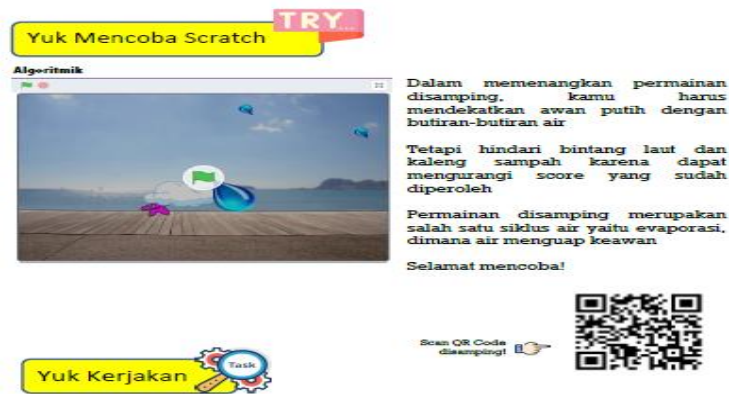 TRY...
Yuk Mencoba Scratch
Algoritmik
Dalam memenangkan permainan
disamping, kamu harus
mendekatkan awan putih dengan
butiran-butiran air
Tetapi hindari bintang laut dan
kaleng sampah karena dapat
mengurangi score yang sudah
diperoleh
Permainan disamping merupakan
salah satu siklus air yaitu evaporasi,
dimana air menguap keawan
Selamat mencoba!
Scan QR Code
disamping!
Yuk Kerjakan
Task